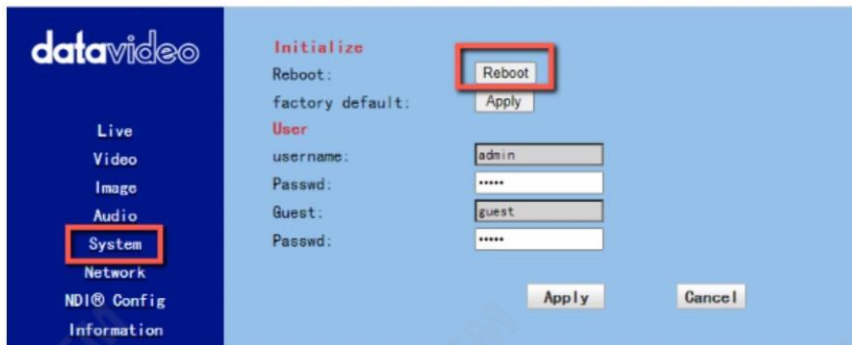 datavideo
Live
Video
Image
Audio
System
Network
NDI® Config
Information
Initialize
Reboot: Reboot
factory default: Apply
User
username: admin
Passwd: •••••
Guest: guest
Passwd: •••••
Apply Cancel